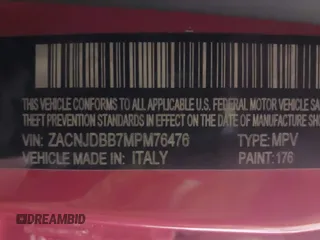 THIS VEHICLE CONFORMS TO ALL APPLICABLE U.S. FEDERAL MOTOR VEHICLE SA
THEFT PREVENTION STANDARDS IN EFFECT ON THE DATE OF MANUFACTURE SHO
VIN: ZACNJDBB7MPM76476 TYPE: MPV
VEHICLE MADE IN: ITALY PAINT: 176
DREAMBID